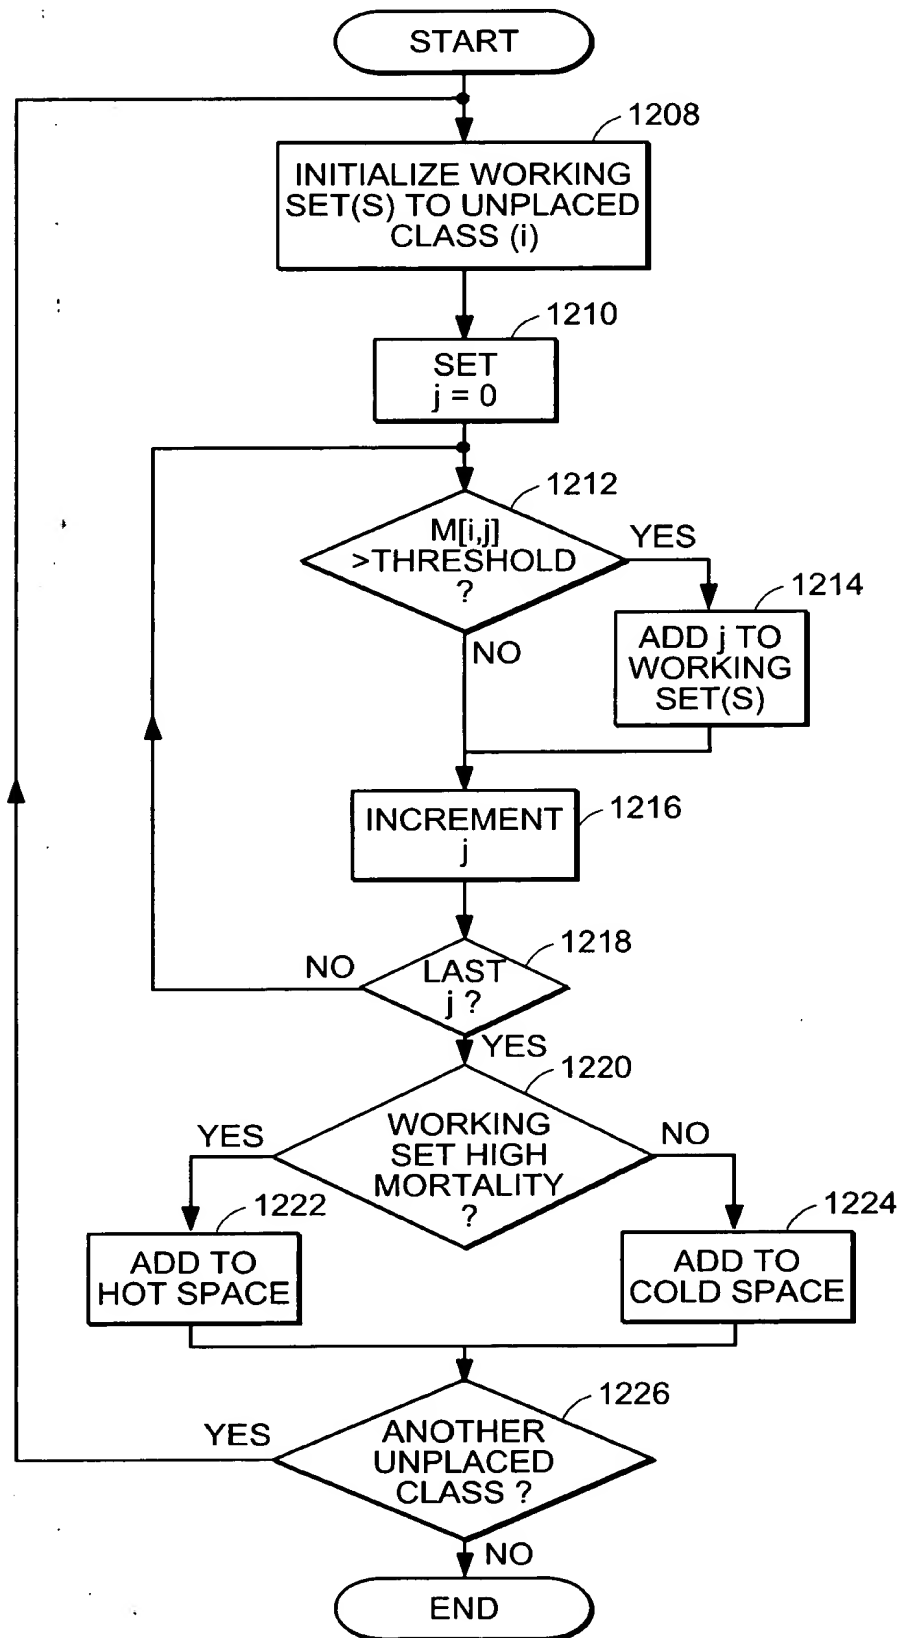 START
1208
INITIALIZE WORKING
SET(S) TO UNPLACED
CLASS (i)
1210
SET
j = 0
1212
M[i,j]
>THRESHOLD
?
YES
1214
ADD j TO
WORKING
SET(S)
NO
INCREMENT
j
1216
1218
NO
LAST
j ?
YES
1220
YES
WORKING
SET HIGH
MORTALITY
?
NO
1222
1224
ADD TO
HOT SPACE
ADD TO
COLD SPACE
1226
YES
ANOTHER
UNPLACED
CLASS ?
NO
END